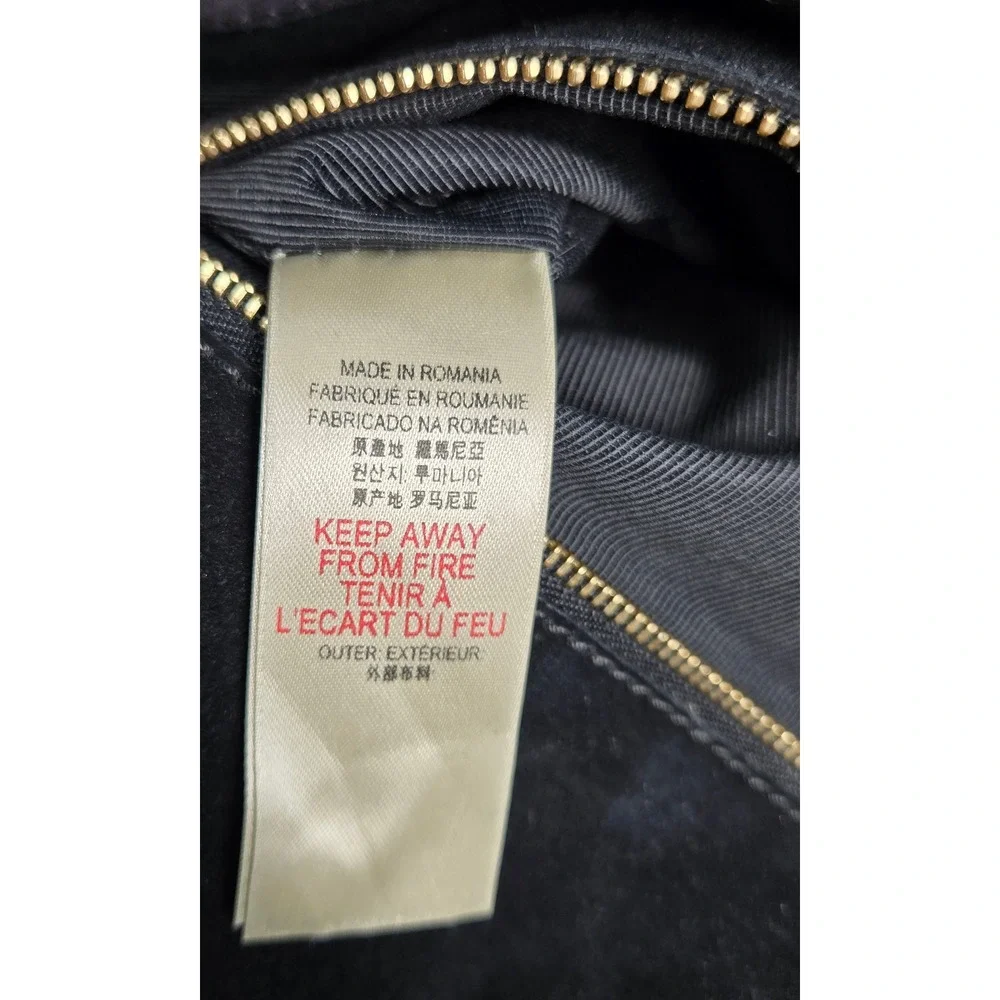 MADE IN ROMANIA
FABRIQUÉ EN ROUMANIE
FABRICADO NA ROMÊNIA
原產地 羅馬尼亞
원산지: 루마니아
原产地 罗马尼亚
KEEP AWAY
FROM FIRE
TENIR À
L'ECART DU FEU
OUTER: EXTÉRIEUR:
外部布料